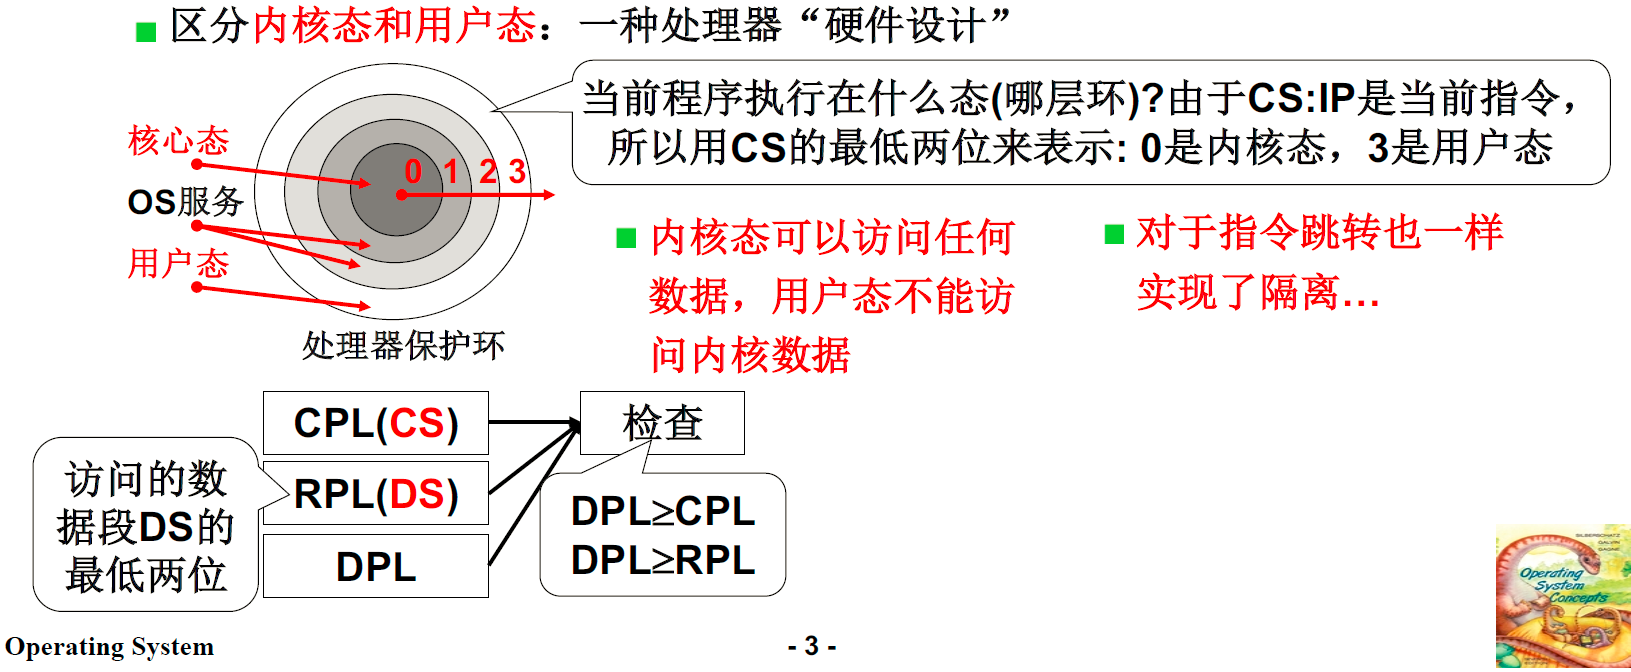 区分内核态和用户态：一种处理器“硬件设计”
当前程序执行在什么态(哪层环)?由于CS:IP是当前指令，
所以用CS的最低两位来表示: 0是内核态，3是用户态
核心态
OS服务
用户态
0 1 2 3
处理器保护环
内核态可以访问任何
数据，用户态不能访
问内核数据
对于指令跳转也一样
实现了隔离…
CPL(CS)
RPL(DS)
DPL
检查
访问的数
据段DS的
最低两位
DPL≥CPL
DPL≥RPL
SILBERSCHATZ
GALVIN
GAGNE
Operating
System
Concepts
Operating System
- 3 -